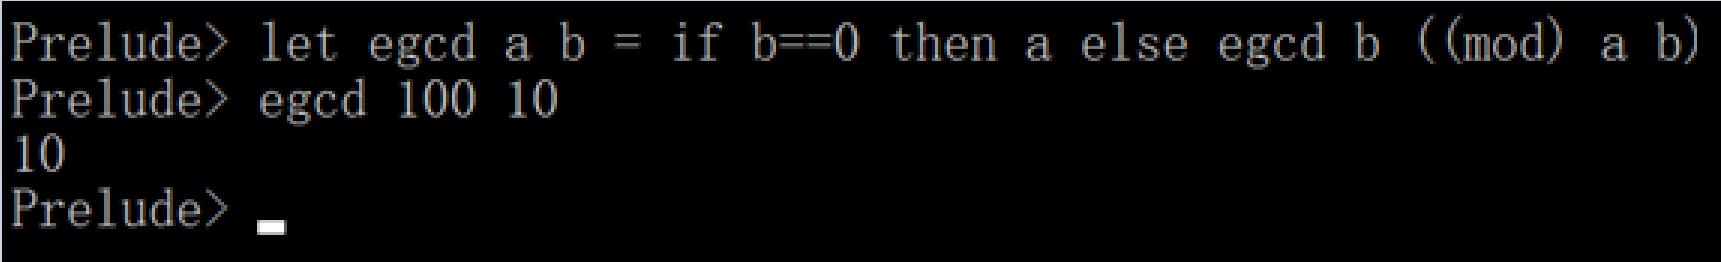 Prelude> let egcd a b = if b==0 then a else egcd b ((mod) a b)
Prelude> egcd 100 10
10
Prelude>